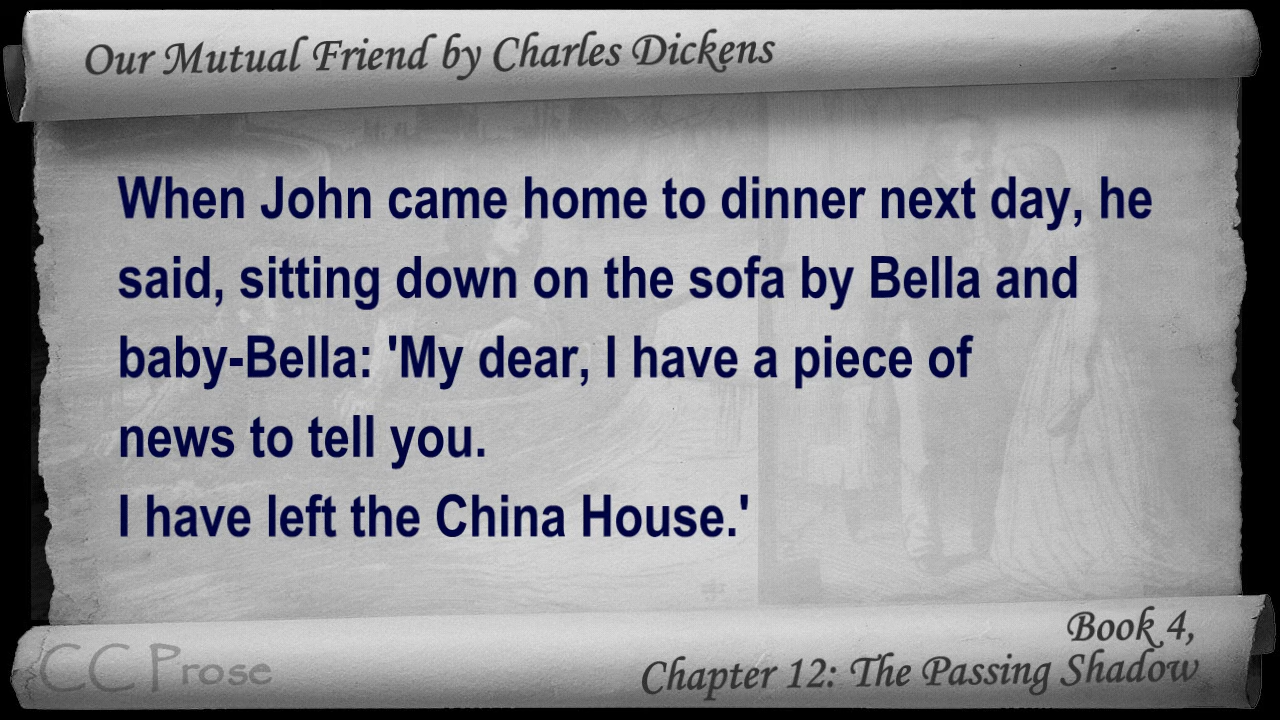 Our Mutual Friend by Charles Dickens
When John came home to dinner next day, he
said, sitting down on the sofa by Bella and
baby-Bella: 'My dear, I have a piece of
news to tell you.
I have left the China House.'
Book 4,
Chapter 12: The Passing Shadow
CC Prose